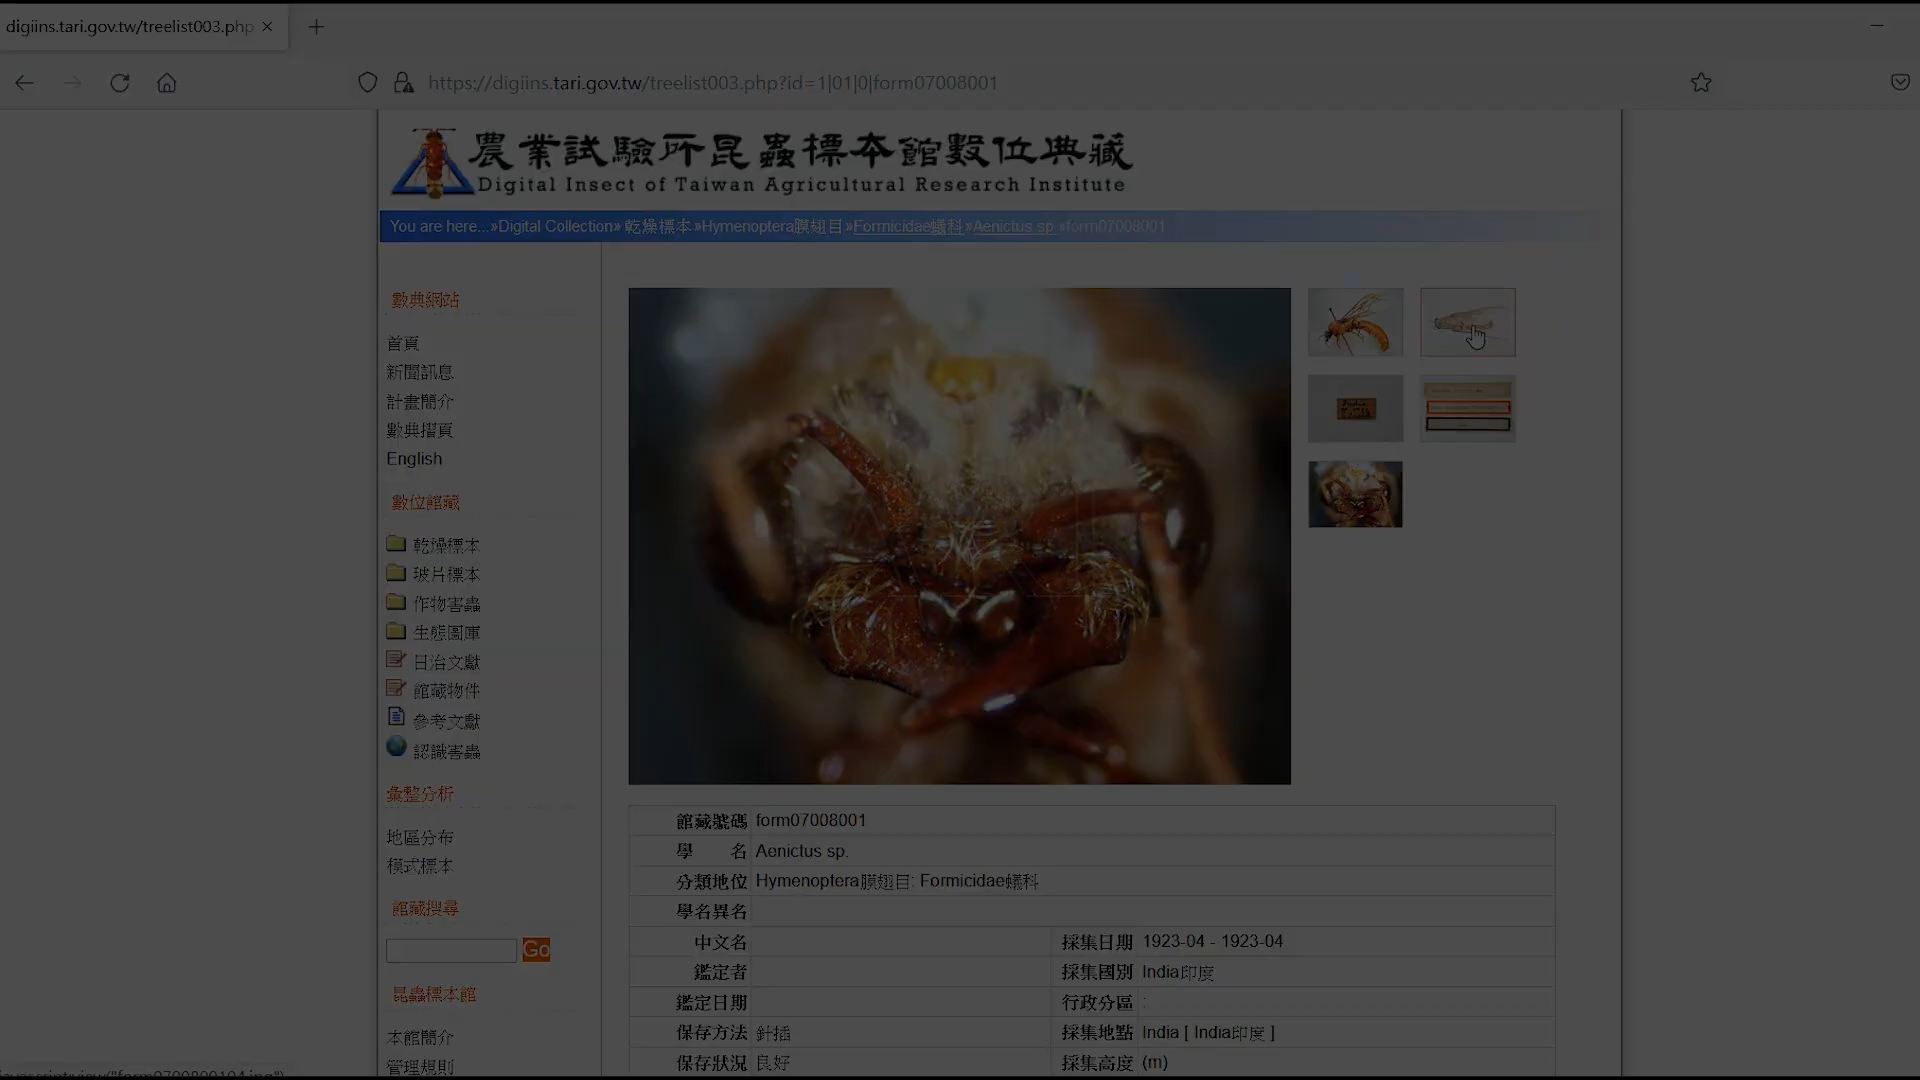 digiins.tari.gov.tw/treelist003.php
https://digiins.tari.gov.tw/treelist003.php?id=1|01|0|form07008001
農業試驗所昆蟲標本館數位典藏
Digital Insect of Taiwan Agricultural Research Institute
You are here...»Digital Collection» 乾燥標本»Hymenoptera膜翅目»Formicidae蟻科»Aenictus sp.»form07008001
數典網站
首頁
新聞訊息
計畫簡介
數典摺頁
English
數位館藏
乾燥標本
玻片標本
作物害蟲
生態圖庫
日治文獻
館藏物件
參考文獻
認識害蟲
彙整分析
地區分布
模式標本
館藏搜尋
Go
昆蟲標本館
本館簡介
管理規則
館藏號碼 form07008001
學 名 Aenictus sp.
分類地位 Hymenoptera膜翅目: Formicidae蟻科
學名異名
中文名 採集日期 1923-04 - 1923-04
鑑定者 採集國別 India印度
鑑定日期 行政分區 :
保存方法 針插 採集地點 India [ India印度 ]
保存狀況 良好 採集高度 (m)